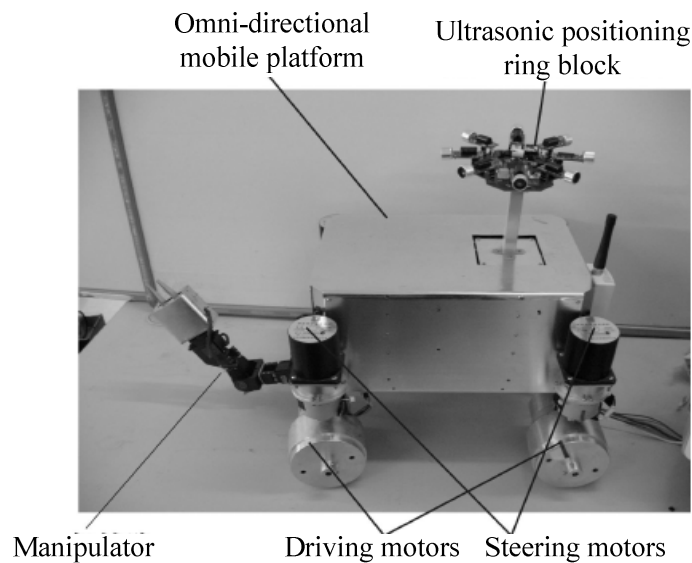 Omni-directional
mobile platform
Ultrasonic positioning
ring block
Manipulator
Driving motors
Steering motors